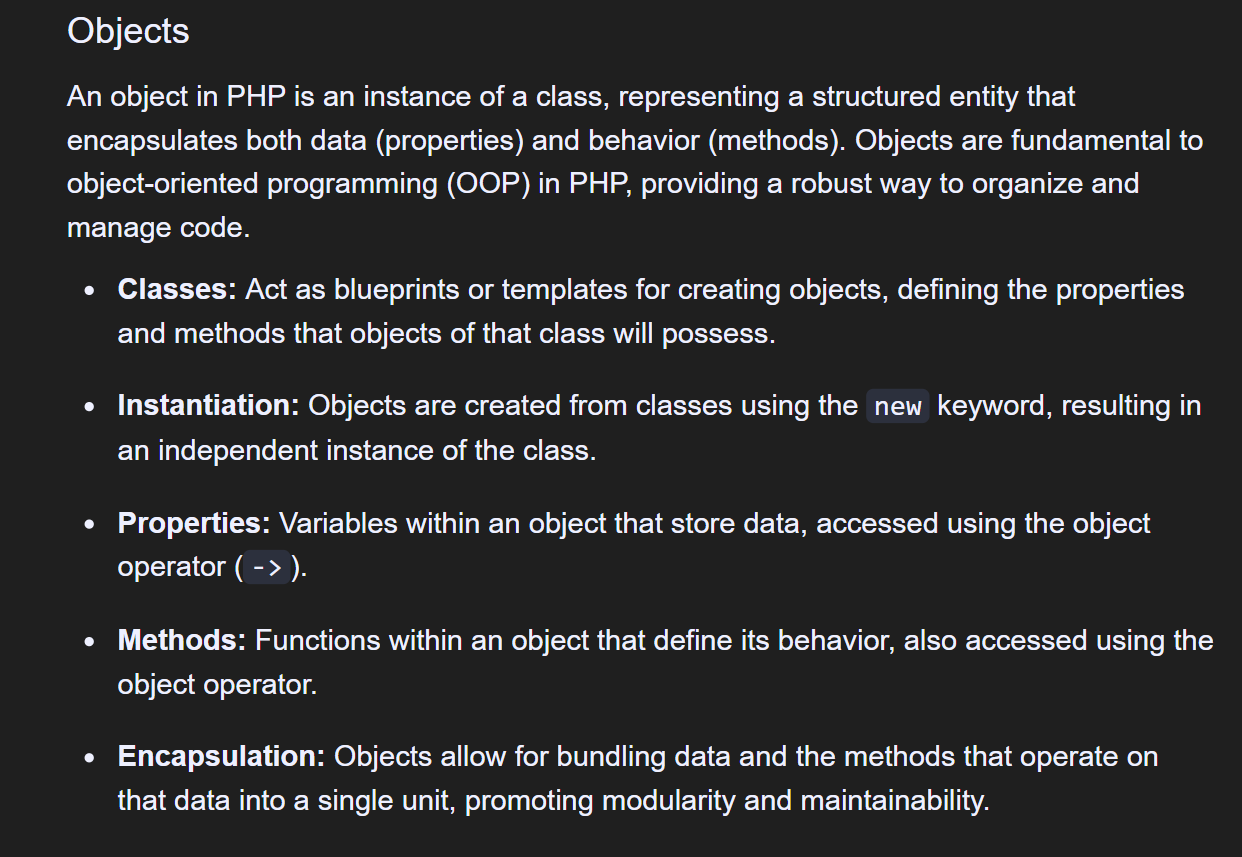 Objects
An object in PHP is an instance of a class, representing a structured entity that
encapsulates both data (properties) and behavior (methods). Objects are fundamental to
object-oriented programming (OOP) in PHP, providing a robust way to organize and
manage code.
• Classes: Act as blueprints or templates for creating objects, defining the properties
and methods that objects of that class will possess.
• Instantiation: Objects are created from classes using the new keyword, resulting in
an independent instance of the class.
• Properties: Variables within an object that store data, accessed using the object
operator (->).
• Methods: Functions within an object that define its behavior, also accessed using the
object operator.
• Encapsulation: Objects allow for bundling data and the methods that operate on
that data into a single unit, promoting modularity and maintainability.